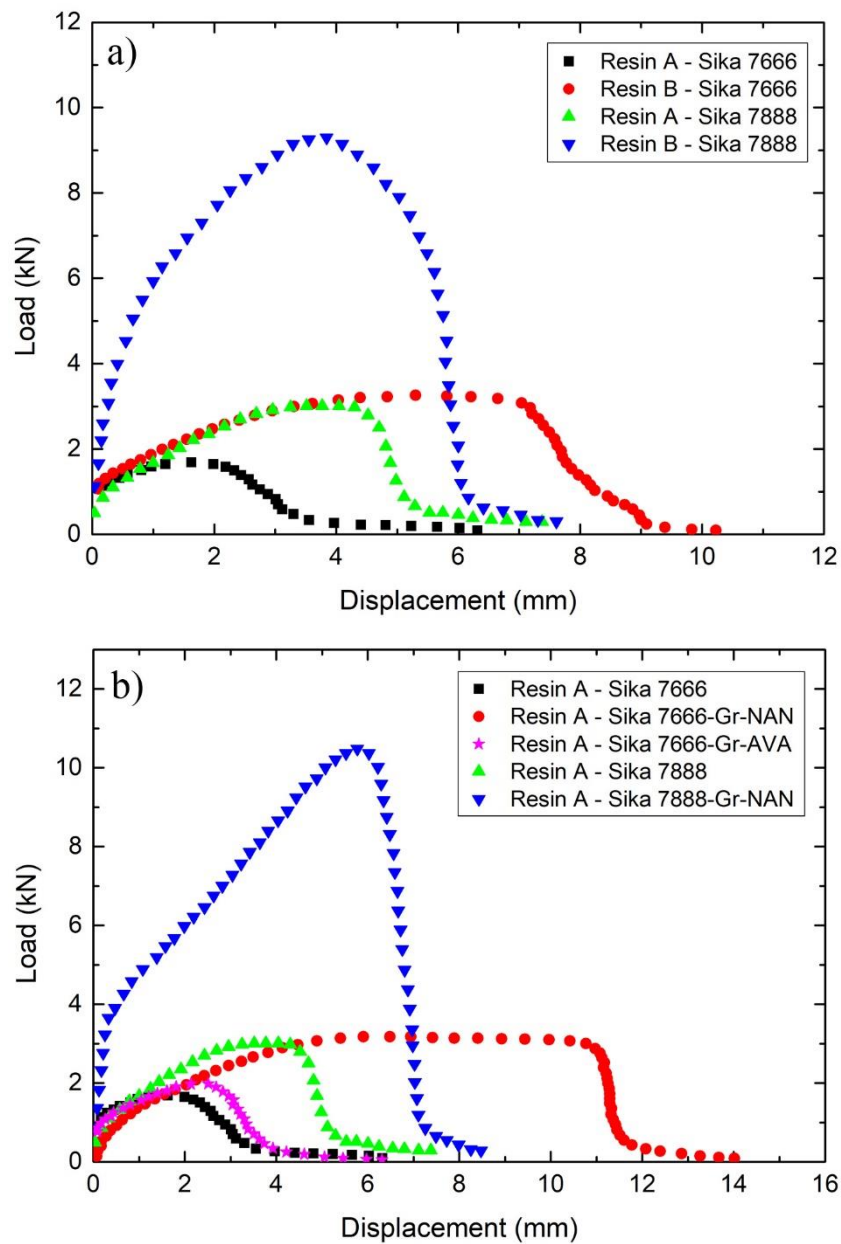 a)
Resin A - Sika 7666
Resin B - Sika 7666
Resin A - Sika 7888
Resin B - Sika 7888
12
10
8
6
4
2
0
Load (kN)
0 2 4 6 8 10 12
Displacement (mm)
b)
Resin A - Sika 7666
Resin A - Sika 7666-Gr-NAN
Resin A - Sika 7666-Gr-AVA
Resin A - Sika 7888
Resin A - Sika 7888-Gr-NAN
12
10
8
6
4
2
0
Load (kN)
0 2 4 6 8 10 12 14 16
Displacement (mm)